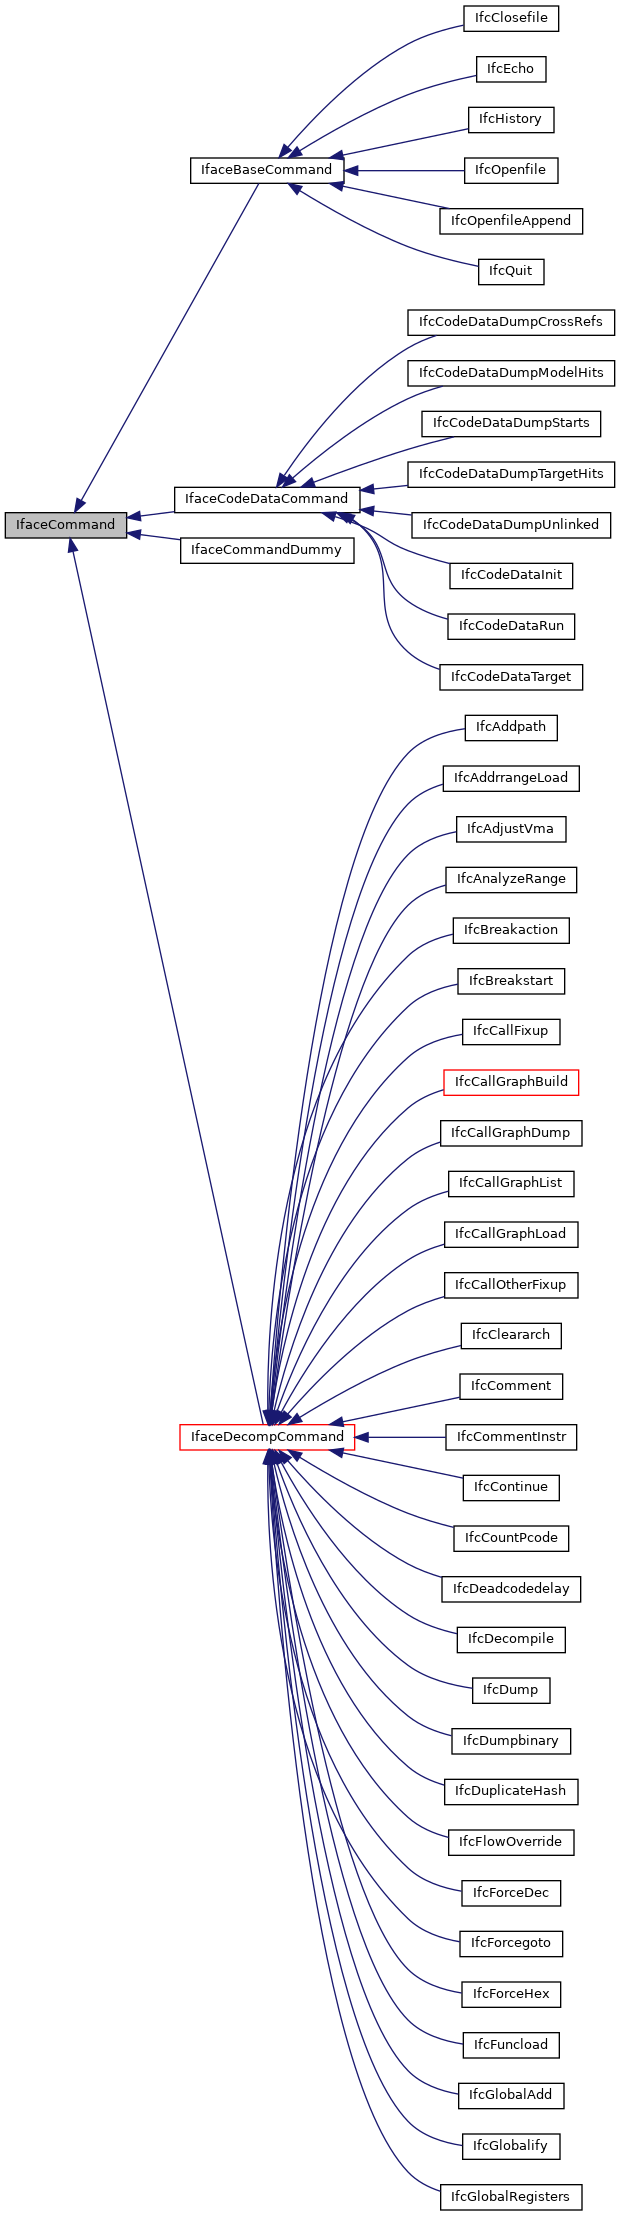 IfcClosefile
IfcEcho
IfcHistory
IfaceBaseCommand
IfcOpenfile
IfcOpenfileAppend
IfcQuit
IfcCodeDataDumpCrossRefs
IfcCodeDataDumpModelHits
IfcCodeDataDumpStarts
IfcCodeDataDumpTargetHits
IfaceCodeDataCommand
IfaceCommand
IfcCodeDataDumpUnlinked
IfaceCommandDummy
IfcCodeDataInit
IfcCodeDataRun
IfcCodeDataTarget
IfcAddpath
IfcAddrrangeLoad
IfcAdjustVma
IfcAnalyzeRange
IfcBreakaction
IfcBreakstart
IfcCallFixup
IfcCallGraphBuild
IfcCallGraphDump
IfcCallGraphList
IfcCallGraphLoad
IfcCallOtherFixup
IfcCleararch
IfcComment
IfaceDecompCommand
IfcCommentInstr
IfcContinue
IfcCountPcode
IfcDeadcodedelay
IfcDecompile
IfcDump
IfcDumpbinary
IfcDuplicateHash
IfcFlowOverride
IfcForceDec
IfcForcegoto
IfcForceHex
IfcFuncload
IfcGlobalAdd
IfcGlobalify
IfcGlobalRegisters